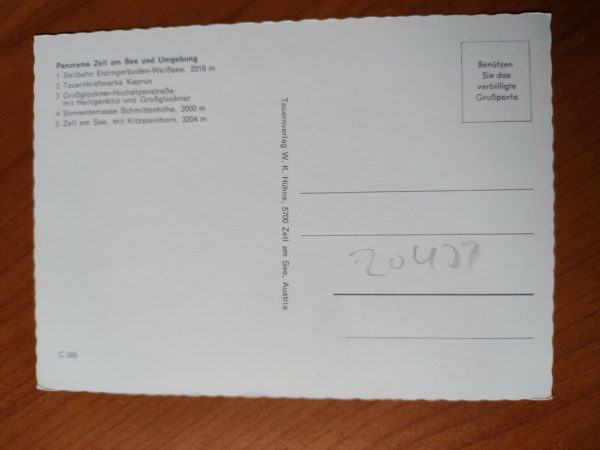 Panorama Zell am See und Umgebung
1 Seilbahn Enzingerboden-Weißsee, 2318 m
2 Tauernkraftwerke Kaprun
3 Großglockner-Hochalpenstraße
mit Heiligenblut und Großglockner
4 Sonnenterrasse Schmittenhöhe, 2000 m
5 Zell am See, mit Kitzsteinhorn, 3204 m
C 585
Tauernverlag W. K. Hühne, 5700 Zell am See, Austria
Benützen
Sie das
verbilligte
Grußporto